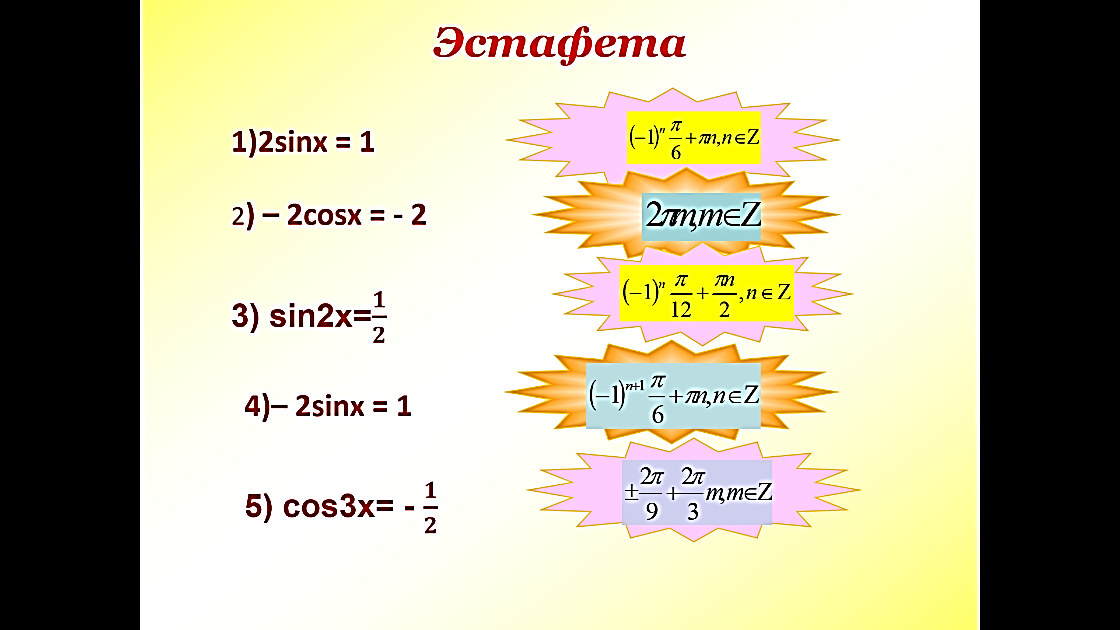 Эстафета
1)2sinx = 1
(−1)ⁿ π/6 + πn, n ∈ Z
2) – 2cosx = - 2
2πm, m ∈ Z
3) sin2x=1/2
(−1)ⁿ π/12 + πn/2, n ∈ Z
4)– 2sinx = 1
(−1)ⁿ⁺¹ π/6 + πn, n ∈ Z
5) cos3x= - 1/2
± 2π/9 + 2π/3 m, m ∈ Z